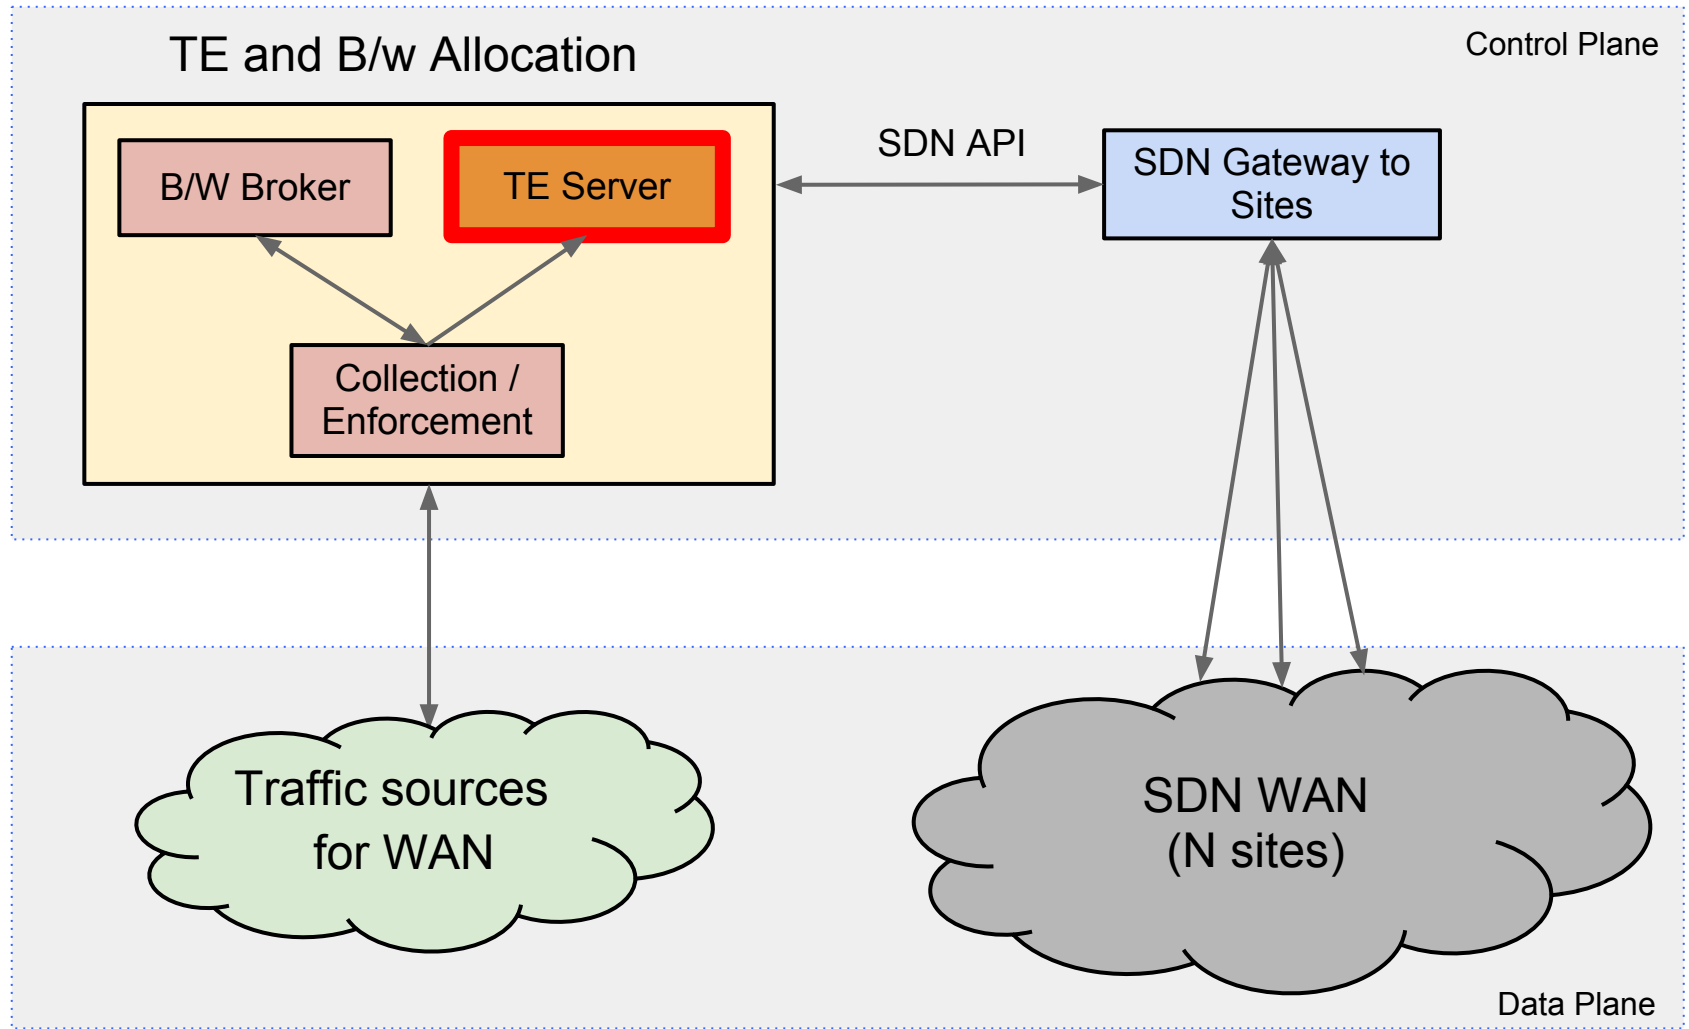 TE and B/w Allocation
Control Plane
B/W Broker
TE Server
SDN API
SDN Gateway to
Sites
Collection /
Enforcement
Traffic sources
for WAN
SDN WAN
(N sites)
Data Plane